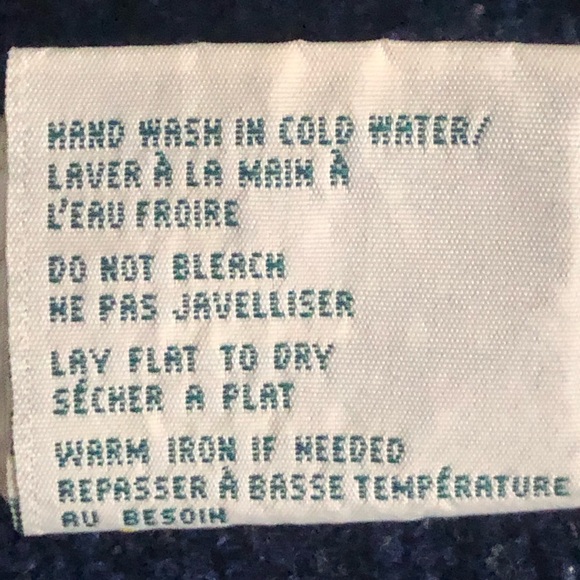 HAND WASH IN COLD WATER/
LAVER À LA MAIN À
L'EAU FROIRE
DO NOT BLEACH
NE PAS JAVELLISER
LAY FLAT TO DRY
SÉCHER A PLAT
WARM IRON IF NEEDED
REPASSER À BASSE TEMPÉRATURE
AU BESOIN